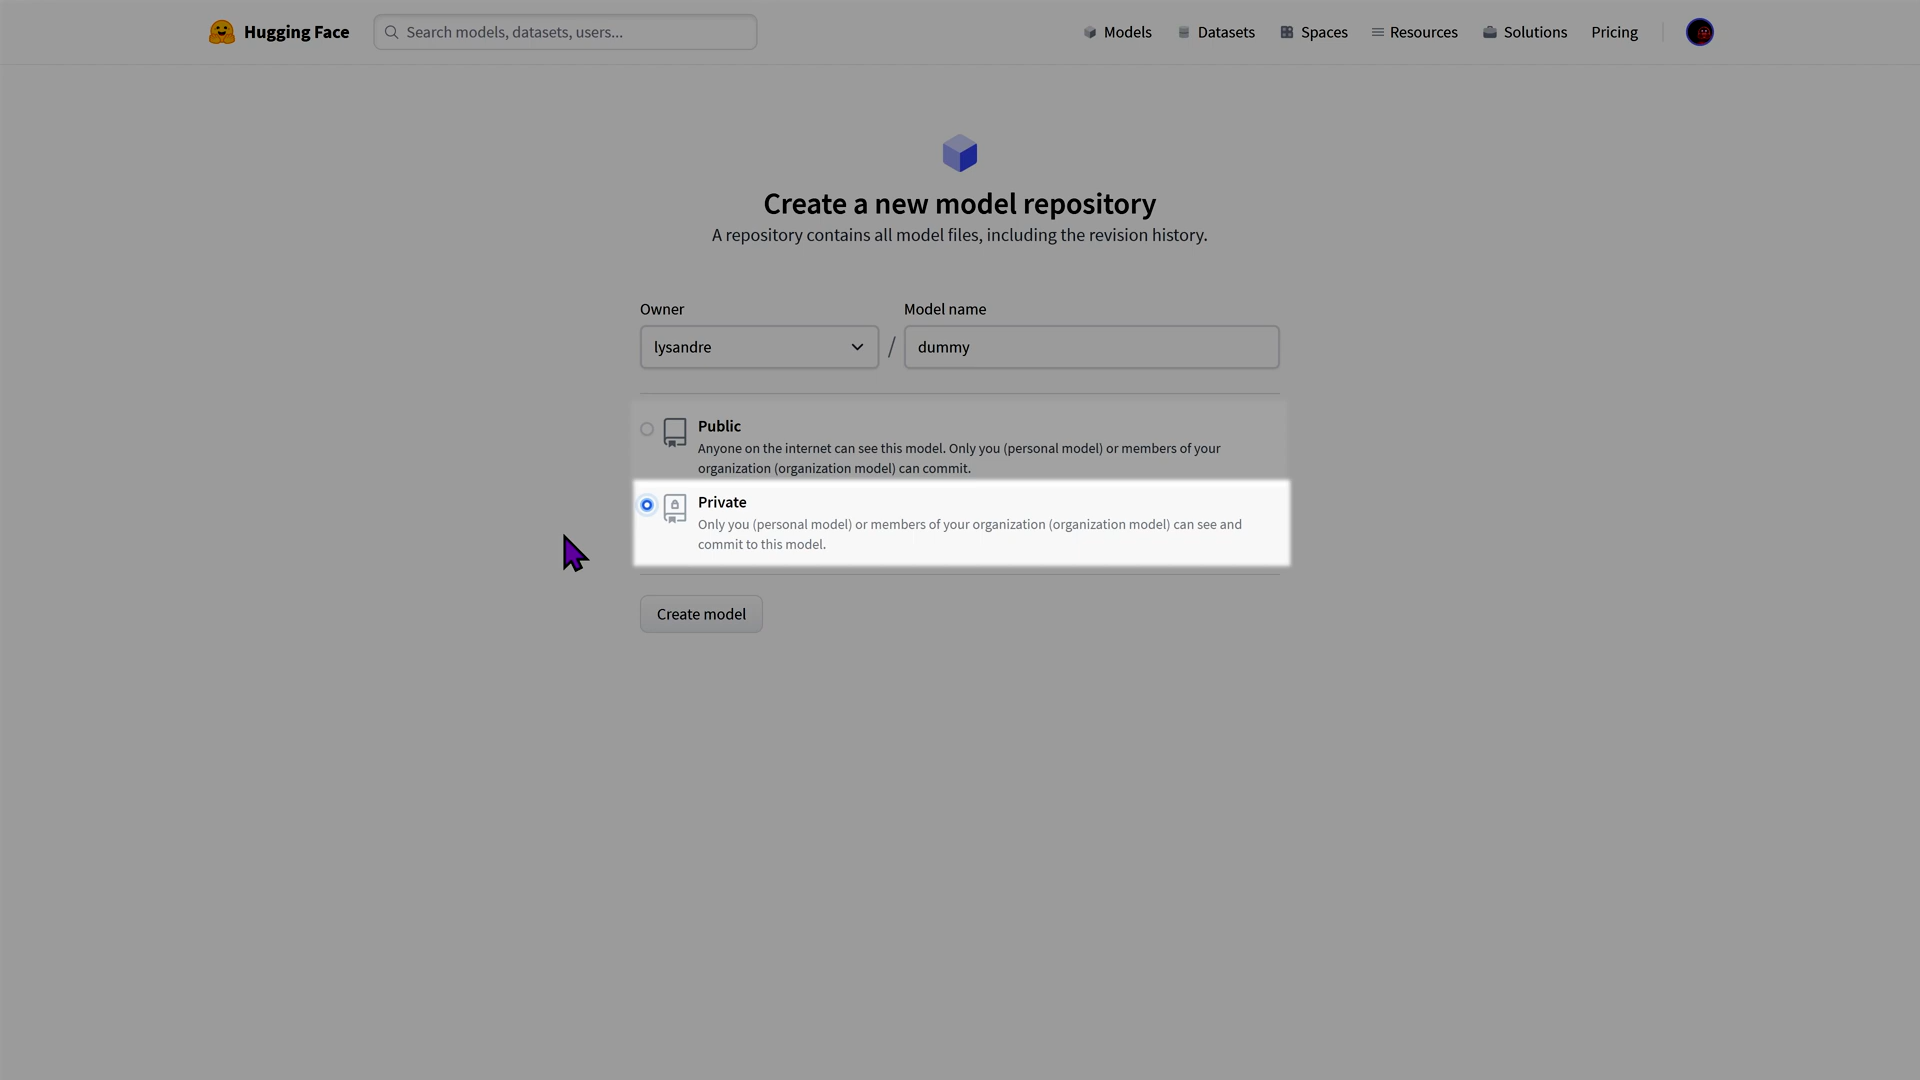 Hugging Face
Search models, datasets, users...
Models
Datasets
Spaces
Resources
Solutions
Pricing
Create a new model repository
A repository contains all model files, including the revision history.
Owner
Model name
lysandre
/
dummy
Public
Anyone on the internet can see this model. Only you (personal model) or members of your
organization (organization model) can commit.
Private
Only you (personal model) or members of your organization (organization model) can see and
commit to this model.
Create model